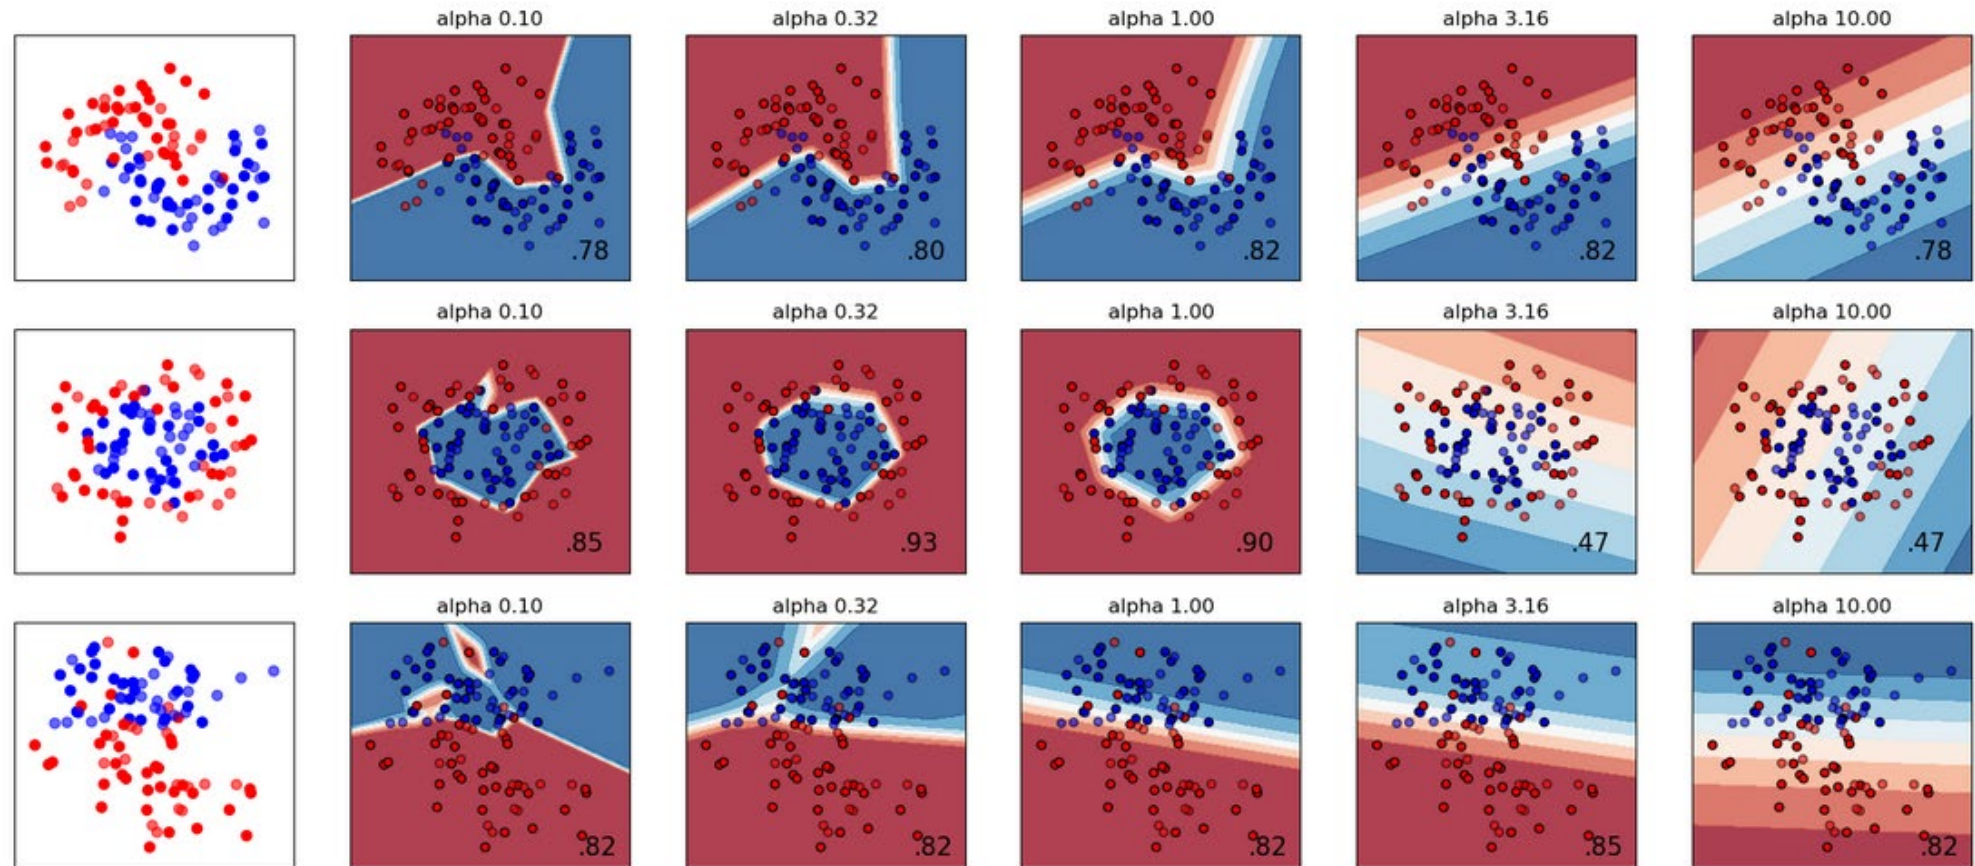 alpha 0.10
alpha 0.32
alpha 1.00
alpha 3.16
alpha 10.00
.78
.80
.82
.82
.78
alpha 0.10
alpha 0.32
alpha 1.00
alpha 3.16
alpha 10.00
.85
.93
.90
.47
.47
alpha 0.10
alpha 0.32
alpha 1.00
alpha 3.16
alpha 10.00
.82
.82
.82
.85
.82